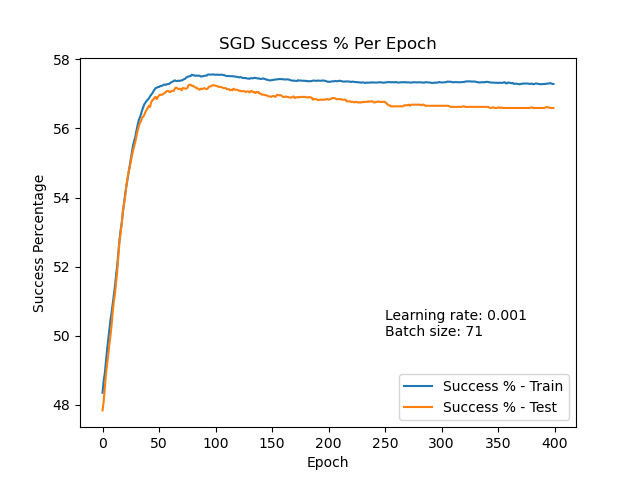 SGD Success % Per Epoch
58
56
54
52
50
48
Success Percentage
Learning rate: 0.001
Batch size: 71
Success % - Train
Success % - Test
0 50 100 150 200 250 300 350 400
Epoch